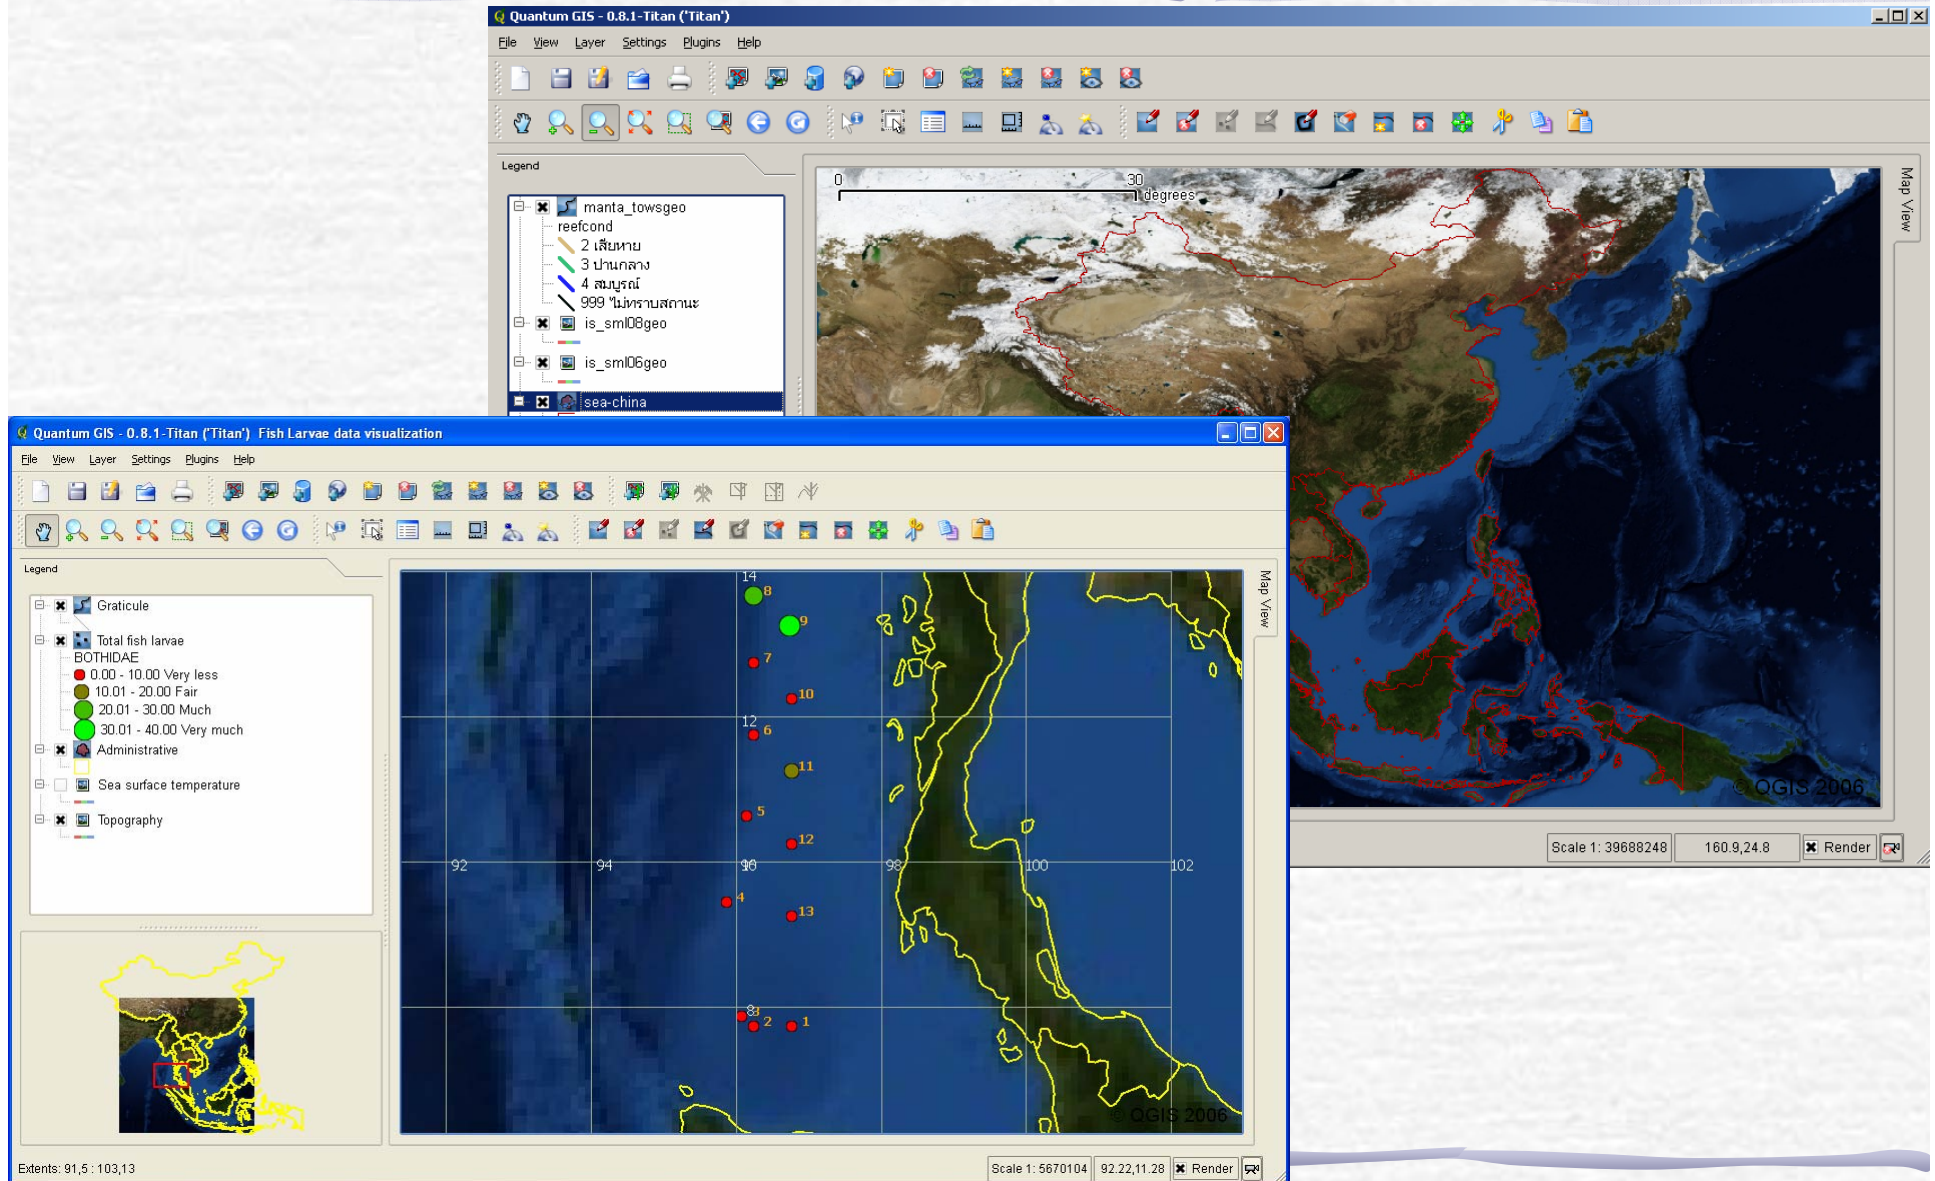 Quantum GIS - 0.8.1-Titan ('Titan')
File View Layer Settings Plugins Help
Legend
manta_towsgeo
reefcond
2 เสียหาย
3 ปานกลาง
4 สมบูรณ์
999 ไม่ทราบสถานะ
is_sml08geo
is_sml06geo
sea-china
0 30
degrees
Map View
© QGIS 2006
Scale 1: 39688248 160.9,24.8 Render
Quantum GIS - 0.8.1-Titan ('Titan') Fish Larvae data visualization
File View Layer Settings Plugins Help
Legend
Graticule
Total fish larvae
BOTHIDAE
0.00 - 10.00 Very less
10.01 - 20.00 Fair
20.01 - 30.00 Much
30.01 - 40.00 Very much
Administrative
Sea surface temperature
Topography
Map View
14
8
9
7
10
12
6
11
5
12
92 94 96 98 100 102
4
13
8
3
2 1
© QGIS 2006
Extents: 91,5 : 103,13
Scale 1: 5670104 92.22,11.28 Render